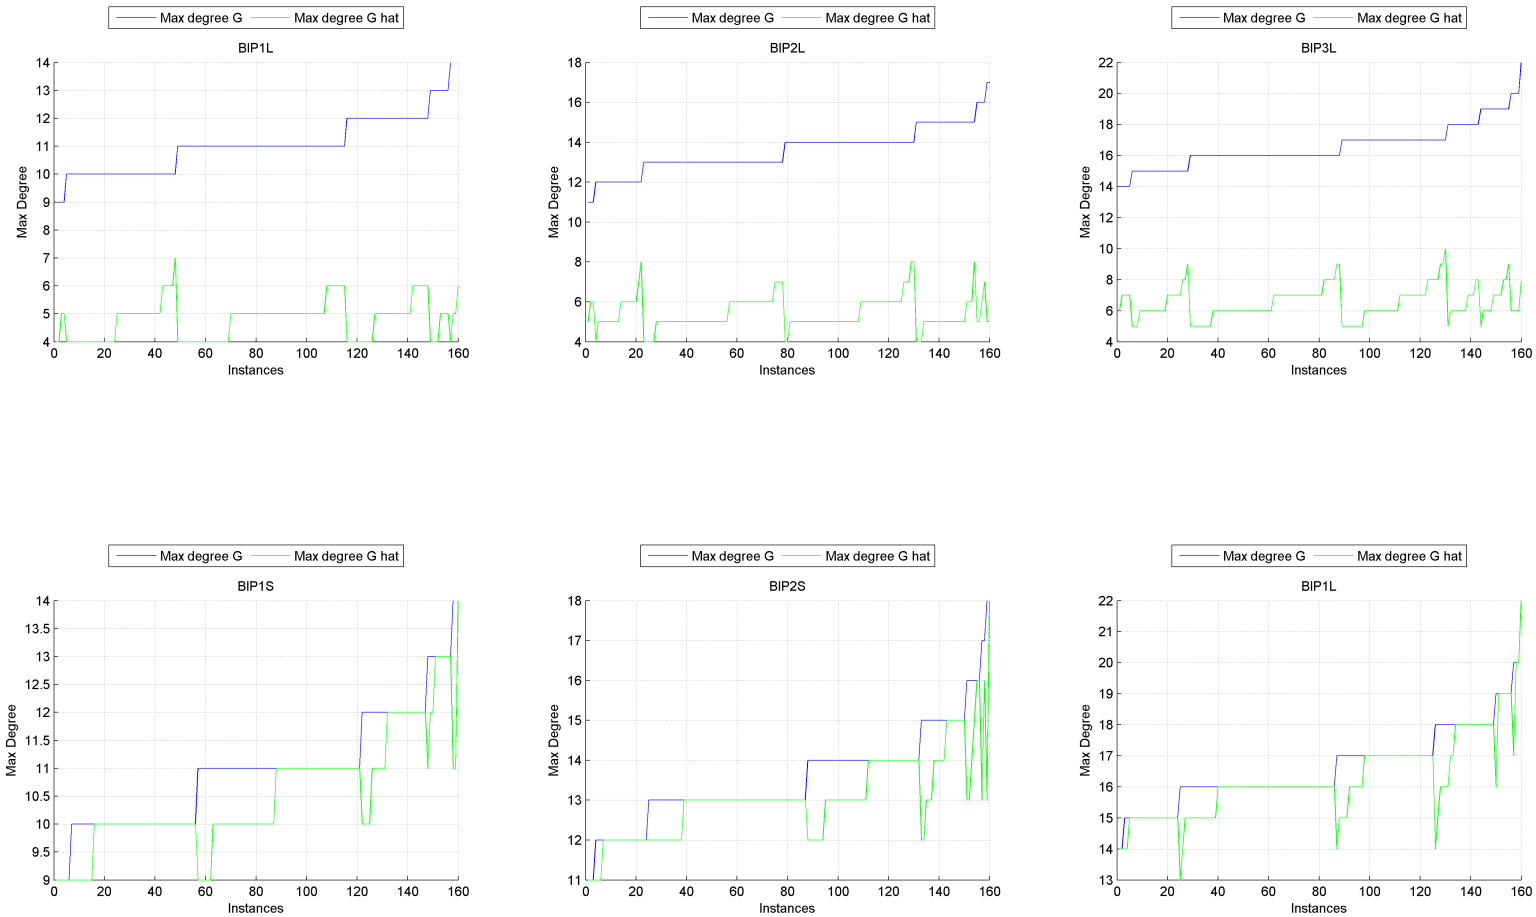 Max degree G Max degree G hat
BIP1L
14
13
12
11
10
9
8
7
6
5
4
Max Degree
0 20 40 60 80 100 120 140 160
Instances
Max degree G Max degree G hat
BIP2L
18
16
14
12
10
8
6
4
Max Degree
0 20 40 60 80 100 120 140 160
Instances
Max degree G Max degree G hat
BIP3L
22
20
18
16
14
12
10
8
6
4
Max Degree
0 20 40 60 80 100 120 140 160
Instances
Max degree G Max degree G hat
BIP1S
14
13.5
13
12.5
12
11.5
11
10.5
10
9.5
9
Max Degree
0 20 40 60 80 100 120 140 160
Instances
Max degree G Max degree G hat
BIP2S
18
17
16
15
14
13
12
11
Max Degree
0 20 40 60 80 100 120 140 160
Instances
Max degree G Max degree G hat
BIP1L
22
21
20
19
18
17
16
15
14
13
Max Degree
0 20 40 60 80 100 120 140 160
Instances